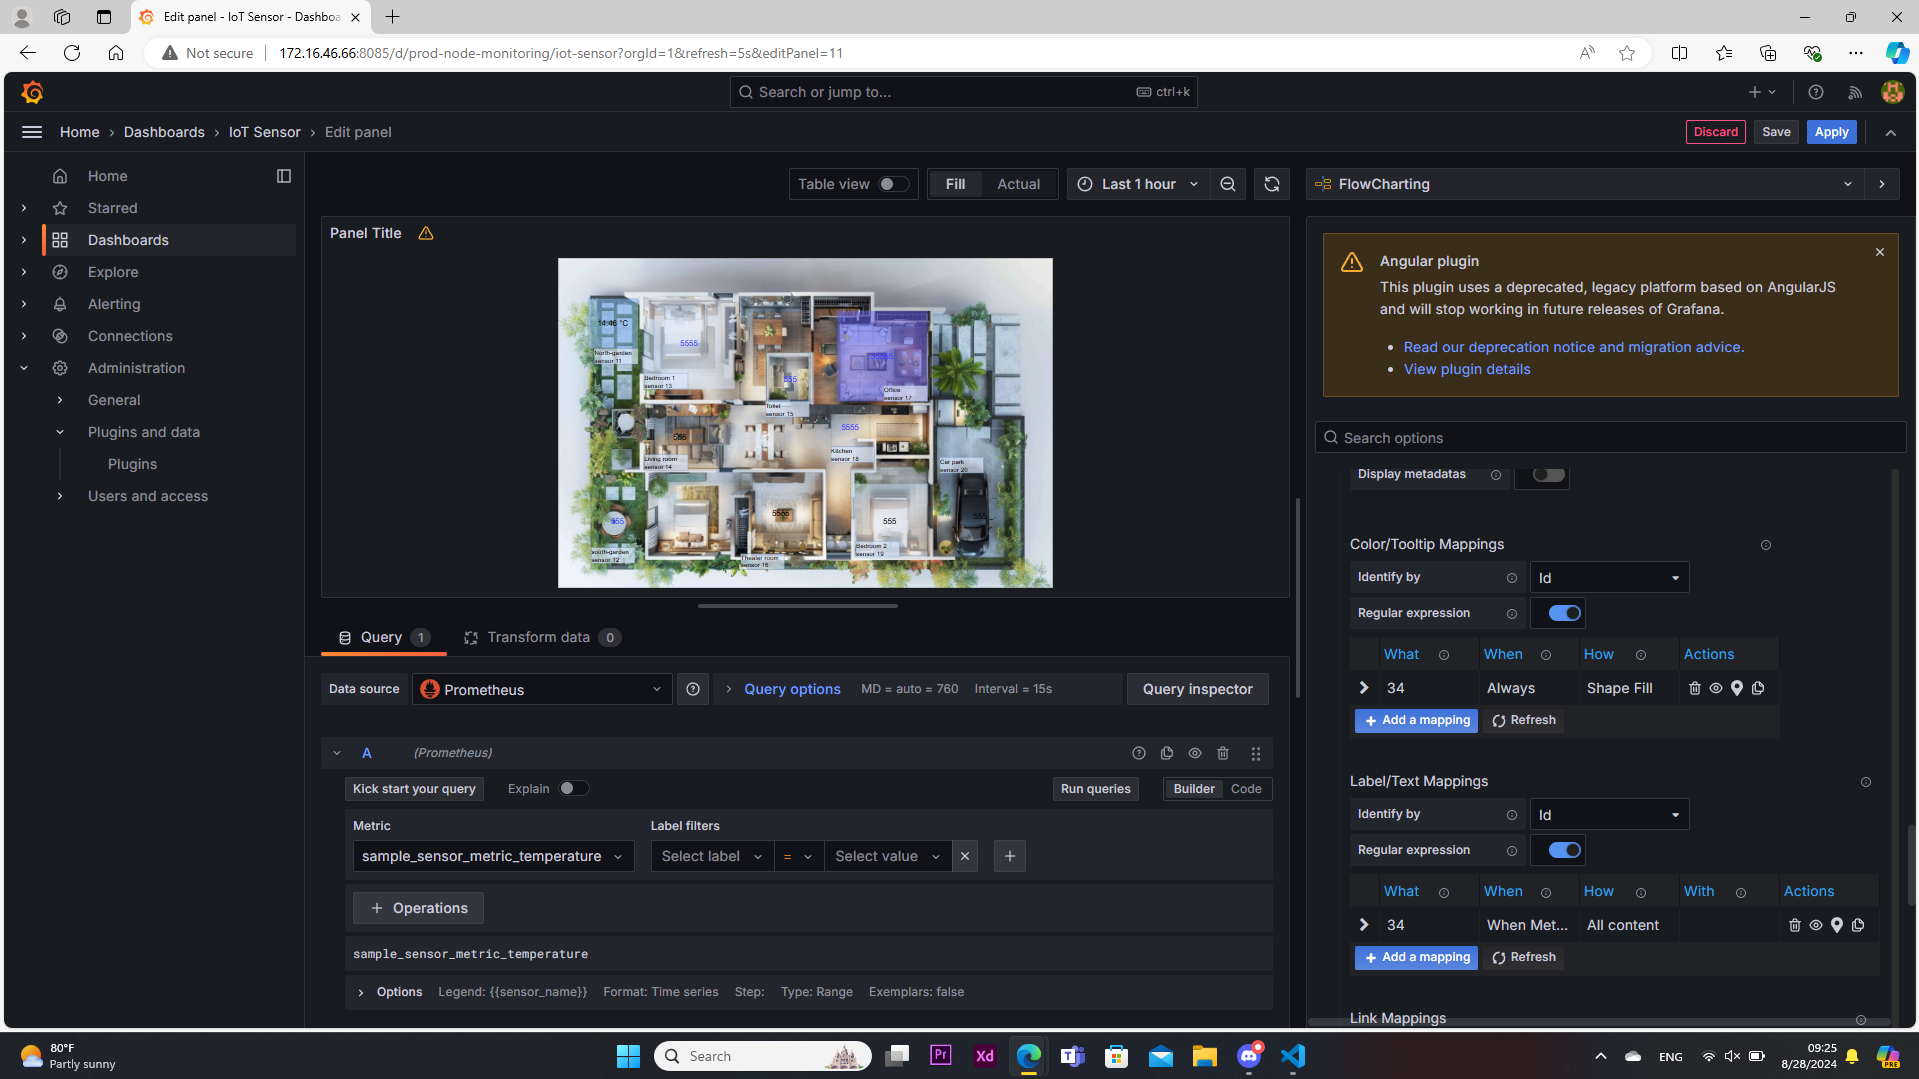 Edit panel - IoT Sensor - Dashboa
Not secure
172.16.46.66:8085/d/prod-node-monitoring/iot-sensor?orgId=1&refresh=5s&editPanel=11
Search or jump to...
ctrl+k
Home › Dashboards › IoT Sensor › Edit panel
Discard
Save
Apply
Home
Starred
Dashboards
Explore
Alerting
Connections
Administration
General
Plugins and data
Plugins
Users and access
Table view
Fill
Actual
Last 1 hour
Panel Title
14.46 °C
North-garden
sensor 11
5555
Bedroom 1
sensor 13
555
Toilet
sensor 15
Office
sensor 17
5555
Kitchen
sensor 18
Living room
sensor 14
Car park
sensor 20
555
south-garden
sensor 12
5555
Theater room
sensor 16
555
Bedroom 2
sensor 19
555
Query 1
Transform data 0
Data source
Prometheus
Query options
MD = auto = 760
Interval = 15s
Query inspector
A
(Prometheus)
Kick start your query
Explain
Run queries
Builder
Code
Metric
Label filters
sample_sensor_metric_temperature
Select label
=
Select value
+ Operations
sample_sensor_metric_temperature
Options
Legend: {{sensor_name}}
Format: Time series
Step:
Type: Range
Exemplars: false
FlowCharting
Angular plugin
This plugin uses a deprecated, legacy platform based on AngularJS
and will stop working in future releases of Grafana.
• Read our deprecation notice and migration advice.
• View plugin details
Search options
Display metadatas
Color/Tooltip Mappings
Identify by
Id
Regular expression
What When How Actions
34 Always Shape Fill
+ Add a mapping
Refresh
Label/Text Mappings
Identify by
Id
Regular expression
What When How With Actions
34 When Met... All content
+ Add a mapping
Refresh
Link Mappings
80°F
Partly sunny
Search
Pr
Xd
ENG
09:25
8/28/2024
PRE